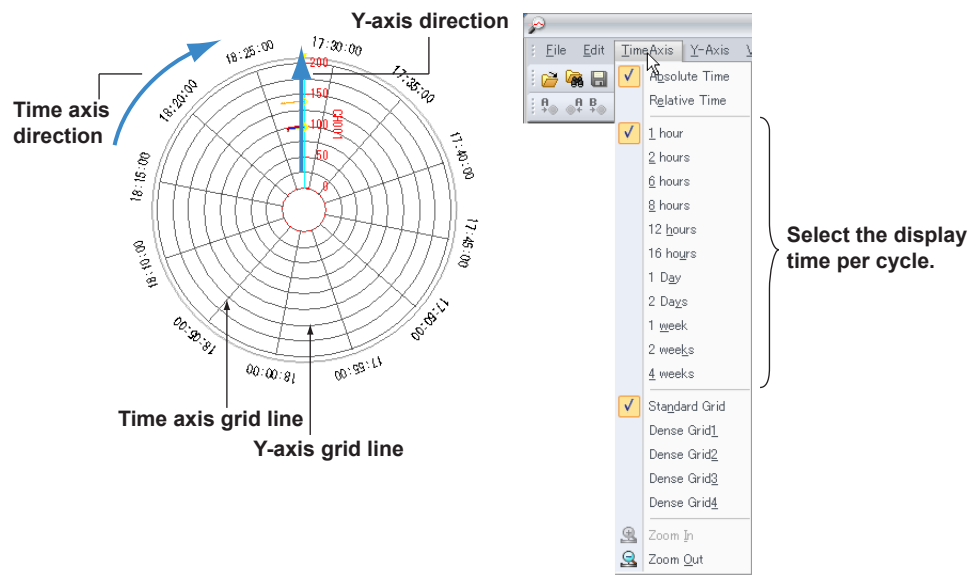 Y-axis direction
Time axis
direction
18:25:00
17:30:00
17:35:00
17:40:00
17:45:00
17:50:00
17:55:00
18:00:00
18:05:00
18:10:00
18:15:00
18:20:00
200
150
100
50
0
CH001
Time axis grid line
Y-axis grid line
File Edit TimeAxis Y-Axis
A B
Absolute Time
Relative Time
1 hour
2 hours
6 hours
8 hours
12 hours
16 hours
1 Day
2 Days
1 week
2 weeks
4 weeks
Standard Grid
Dense Grid1
Dense Grid2
Dense Grid3
Dense Grid4
Zoom In
Zoom Out
Select the display
time per cycle.